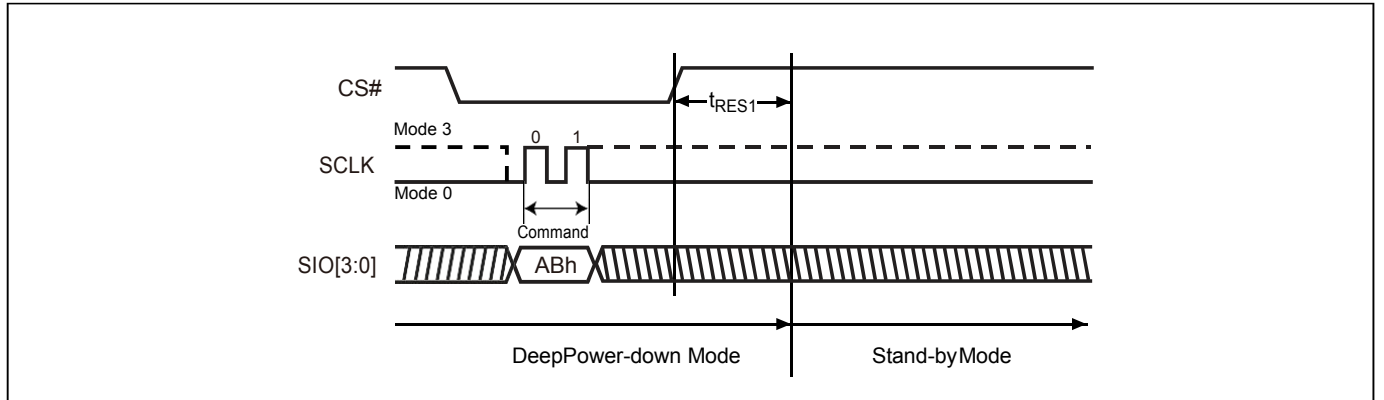 CS#
tRES1
Mode 3
0 1
SCLK
Mode 0
Command
SIO[3:0]
ABh
DeepPower-down Mode
Stand-byMode